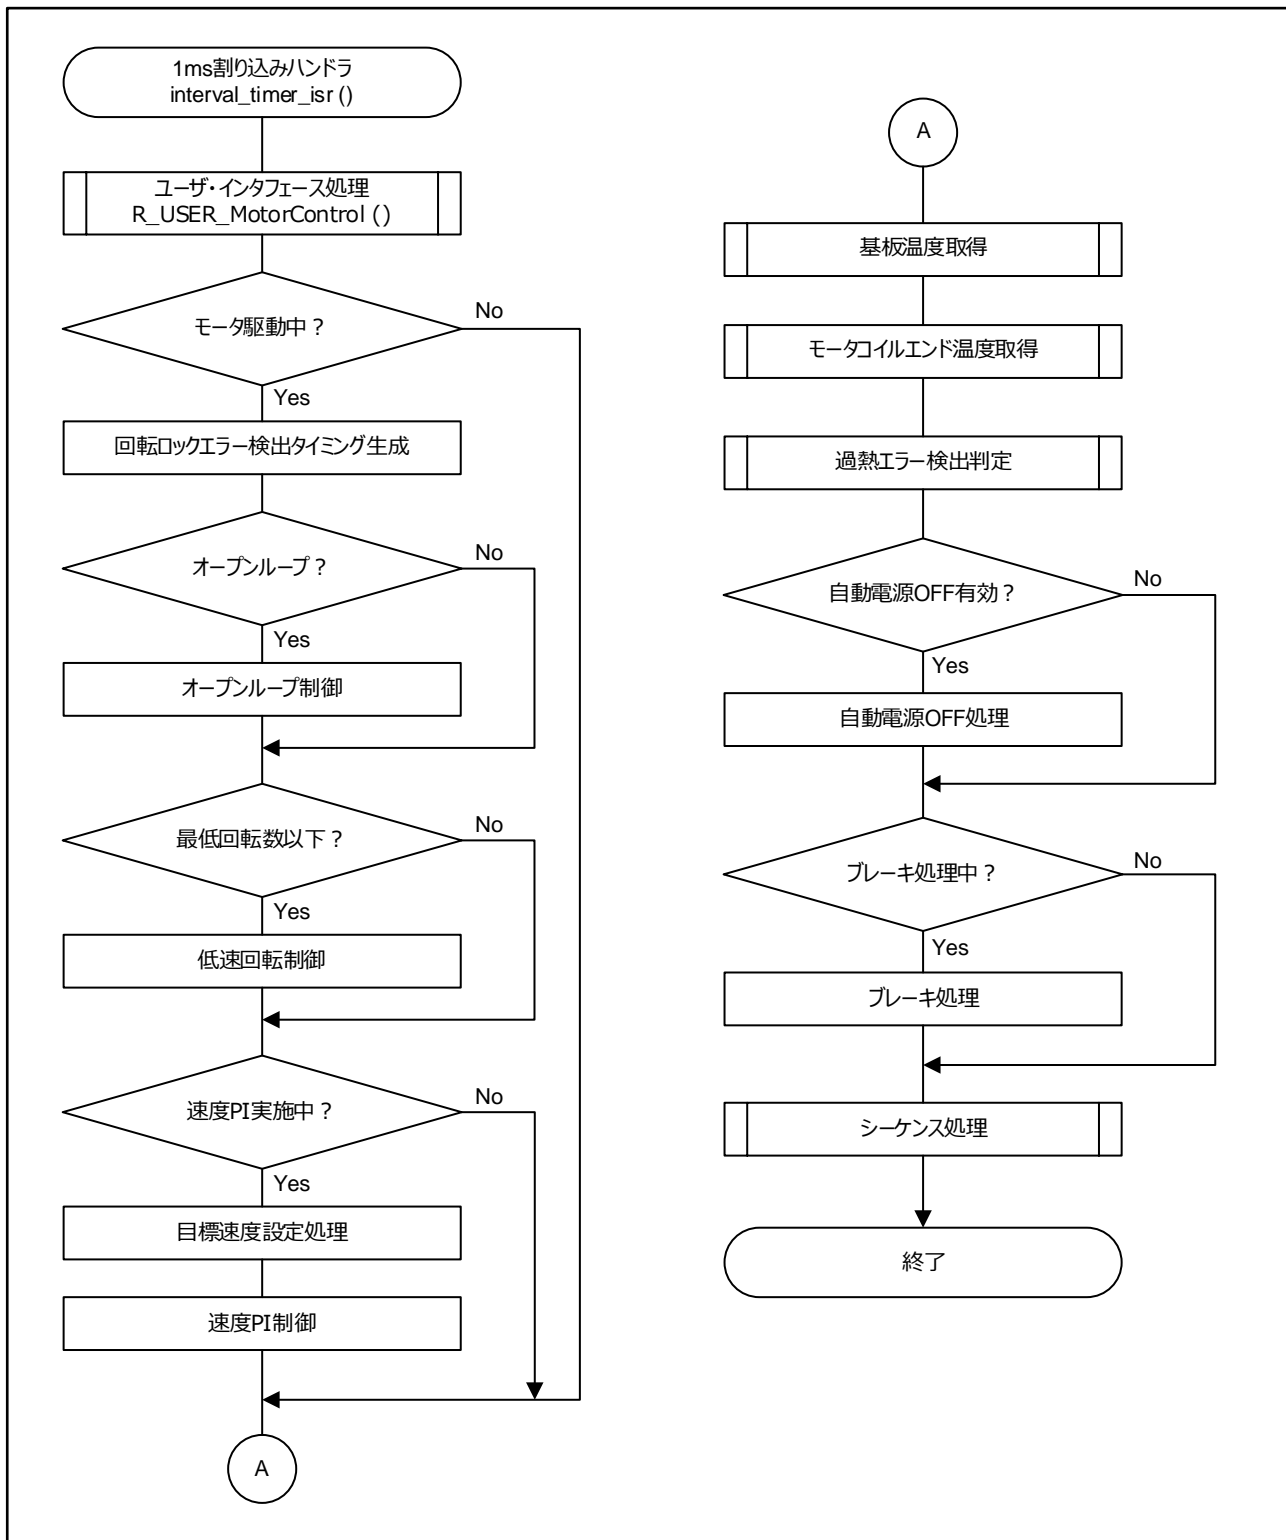 1ms割り込みハンドラ
interval_timer_isr ()
ユーザ・インタフェース処理
R_USER_MotorControl ()
モータ駆動中？
No
Yes
回転ロックエラー検出タイミング生成
オープンループ？
No
Yes
オープンループ制御
最低回転数以下？
No
Yes
低速回転制御
速度PI実施中？
No
Yes
目標速度設定処理
速度PI制御
A
A
基板温度取得
モータコイルエンド温度取得
過熱エラー検出判定
自動電源OFF有効？
No
Yes
自動電源OFF処理
ブレーキ処理中？
No
Yes
ブレーキ処理
シーケンス処理
終了